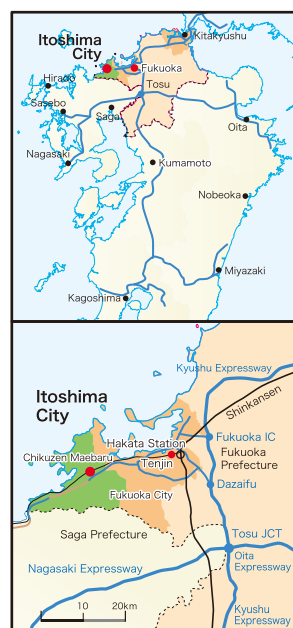 Itoshima
City
Kitakyushu
Fukuoka
Hirado
Tosu
Sasebo
Saga
Oita
Nagasaki
Kumamoto
Nobeoka
Miyazaki
Kagoshima
Kyushu Expressway
Shinkansen
Itoshima
City
Hakata Station
Fukuoka IC
Chikuzen Maebaru
Tenjin
Fukuoka
Prefecture
Dazaifu
Fukuoka City
Saga Prefecture
Tosu JCT
Oita
Expressway
Nagasaki Expressway
10
20km
Kyushu
Expressway